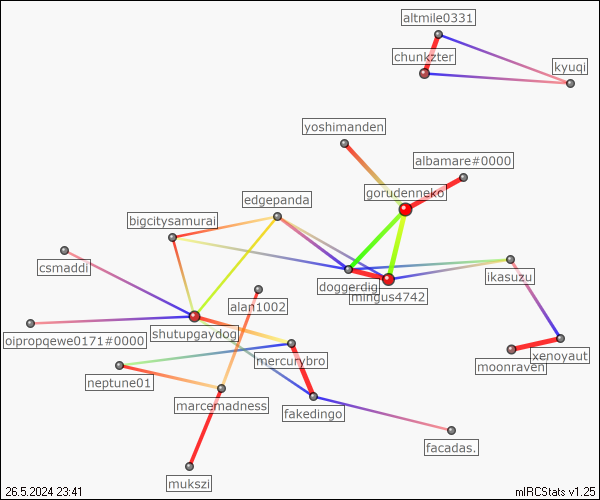 altmile0331
chunkzter
kyuqi
yoshimanden
albamare#0000
gorudenneko
edgepanda
bigcitysamurai
csmaddi
doggerdig
mingus4742
ikasuzu
alan1002
oipropqewe0171#0000
shutupgaydog
mercurybro
xenoyaut
moonraven
neptune01
marcemadness
fakedingo
facadas.
mukszi
26.5.2024 23:41
mIRCStats v1.25